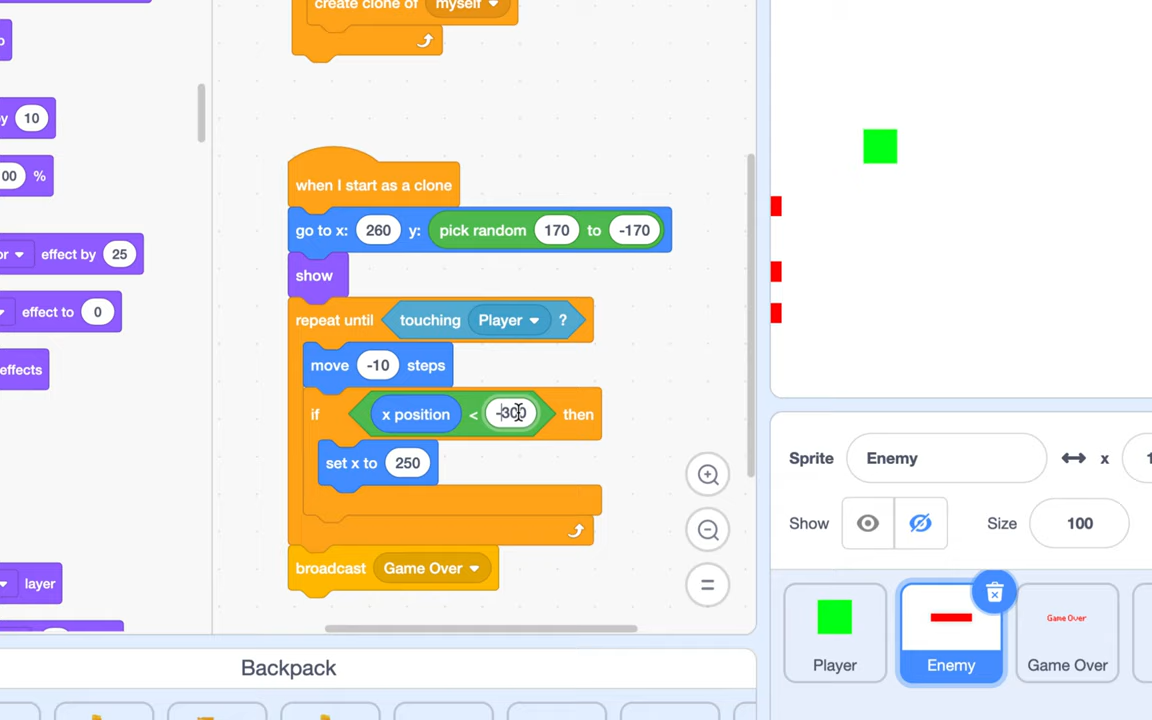 create clone of myself
p
y 10
00 %
or effect by 25
effect to 0
effects
layer
when I start as a clone
go to x: 260 y: pick random 170 to -170
show
repeat until touching Player ?
move -10 steps
if x position < -300 then
set x to 250
broadcast Game Over
Backpack
Sprite Enemy x 1
Show Size 100
Game Over
Player Enemy Game Over